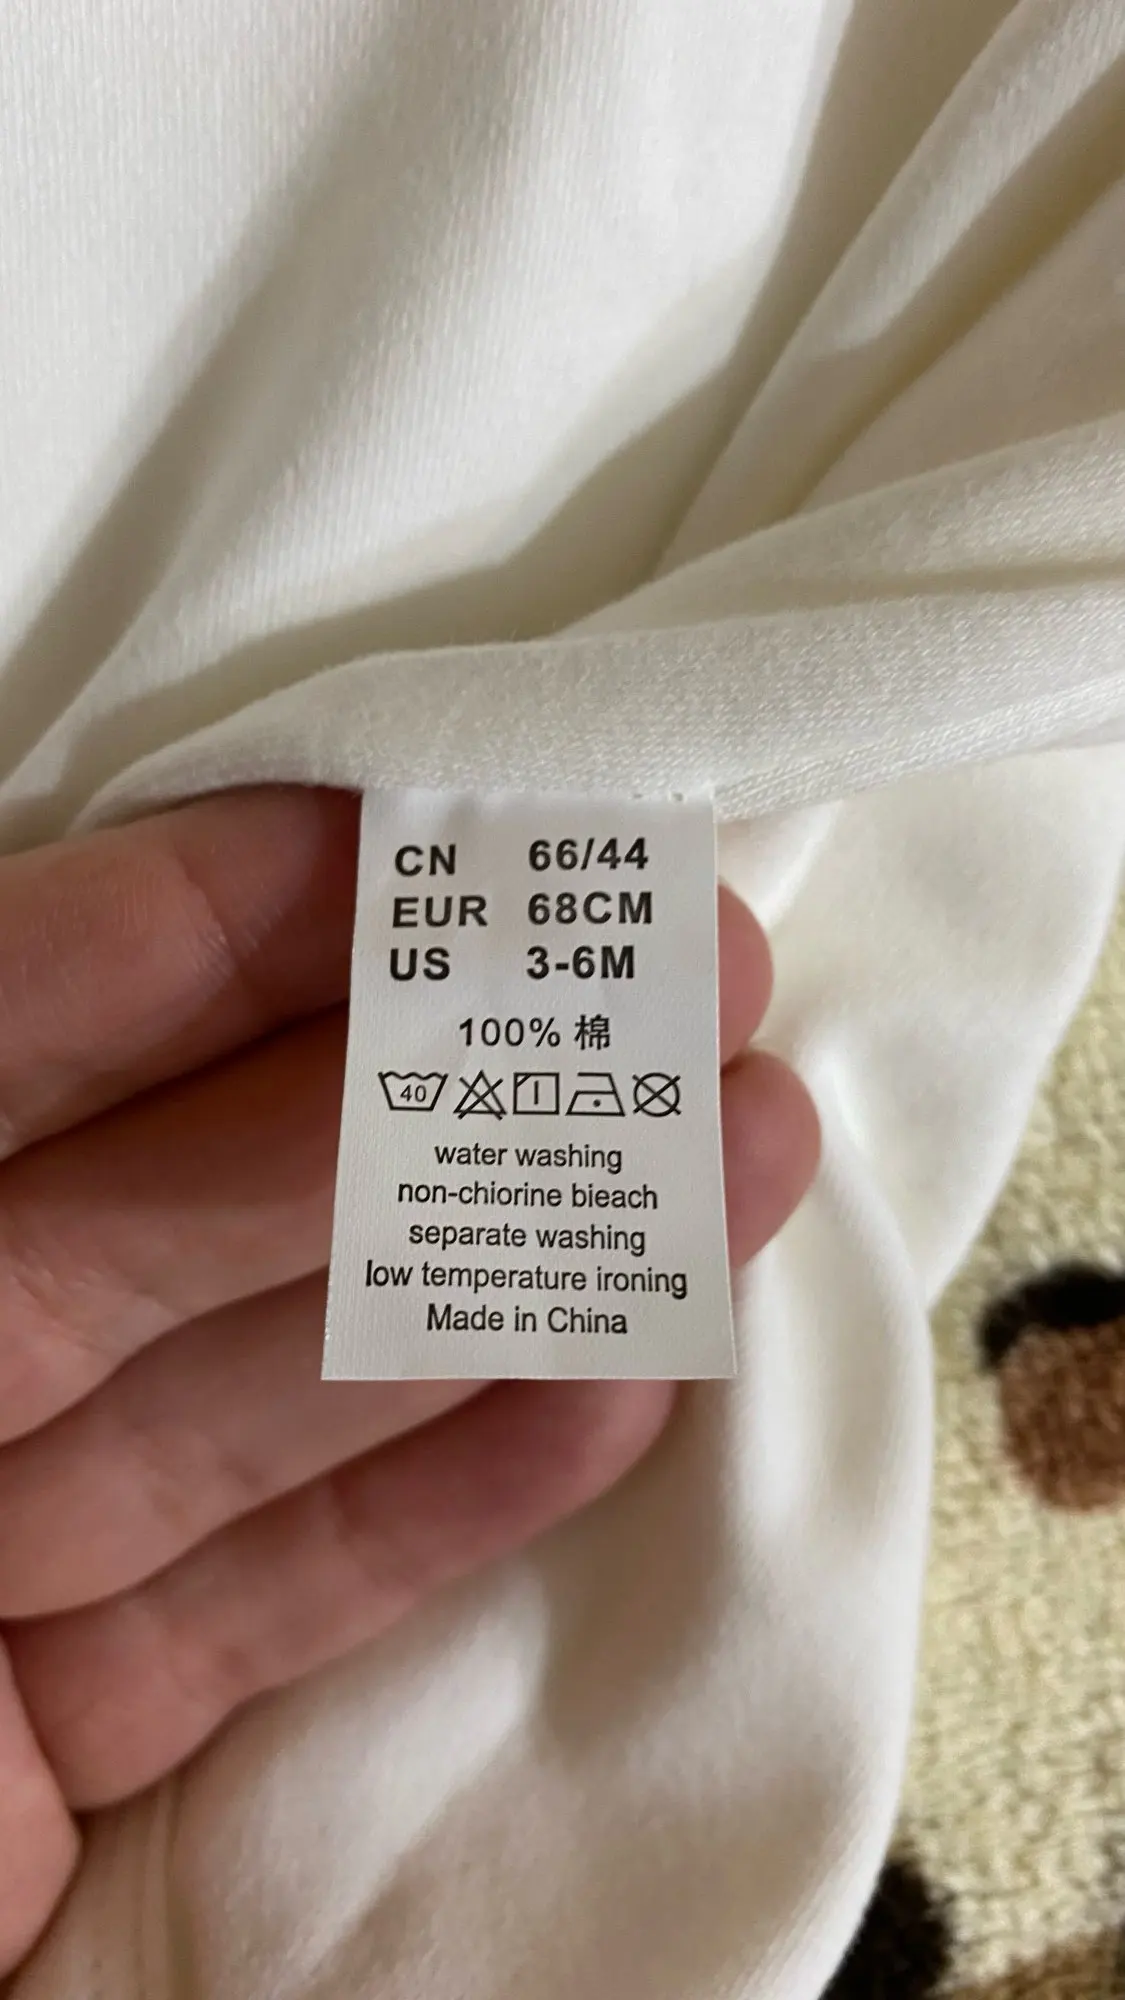 CN 66/44
EUR 68CM
US 3-6M
100% 棉
40
water washing
non-chiorine bieach
separate washing
low temperature ironing
Made in China